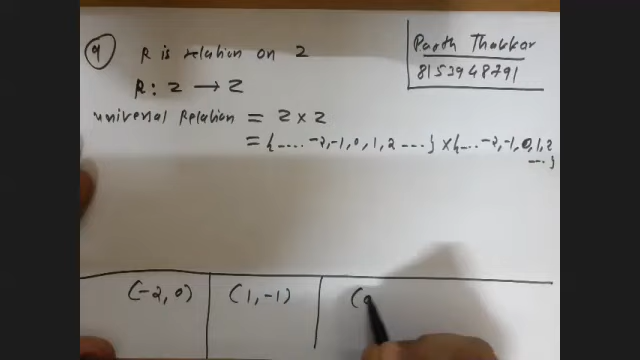 9 R is relation on Z
Parth Thakkar
8153948791
R: Z → Z
universal Relation = Z × Z
= {.... -2, -1, 0, 1, 2 ....} × {... -2, -1, 0, 1, 2
....}
(-2, 0) (1, -1) (